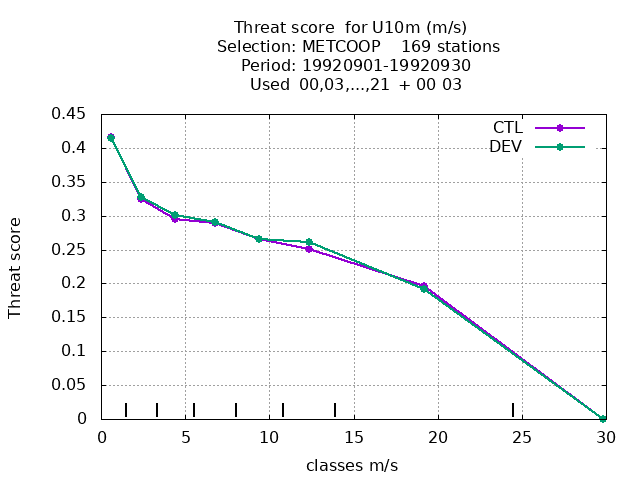 Threat score  for U10m (m/s)
Selection: METCOOP    169 stations
Period: 19920901-19920930
Used  00,03,...,21  + 00 03
0.45
0.4
0.35
0.3
0.25
0.2
0.15
0.1
0.05
0
CTL
DEV
Threat score
0 5 10 15 20 25 30
classes m/s